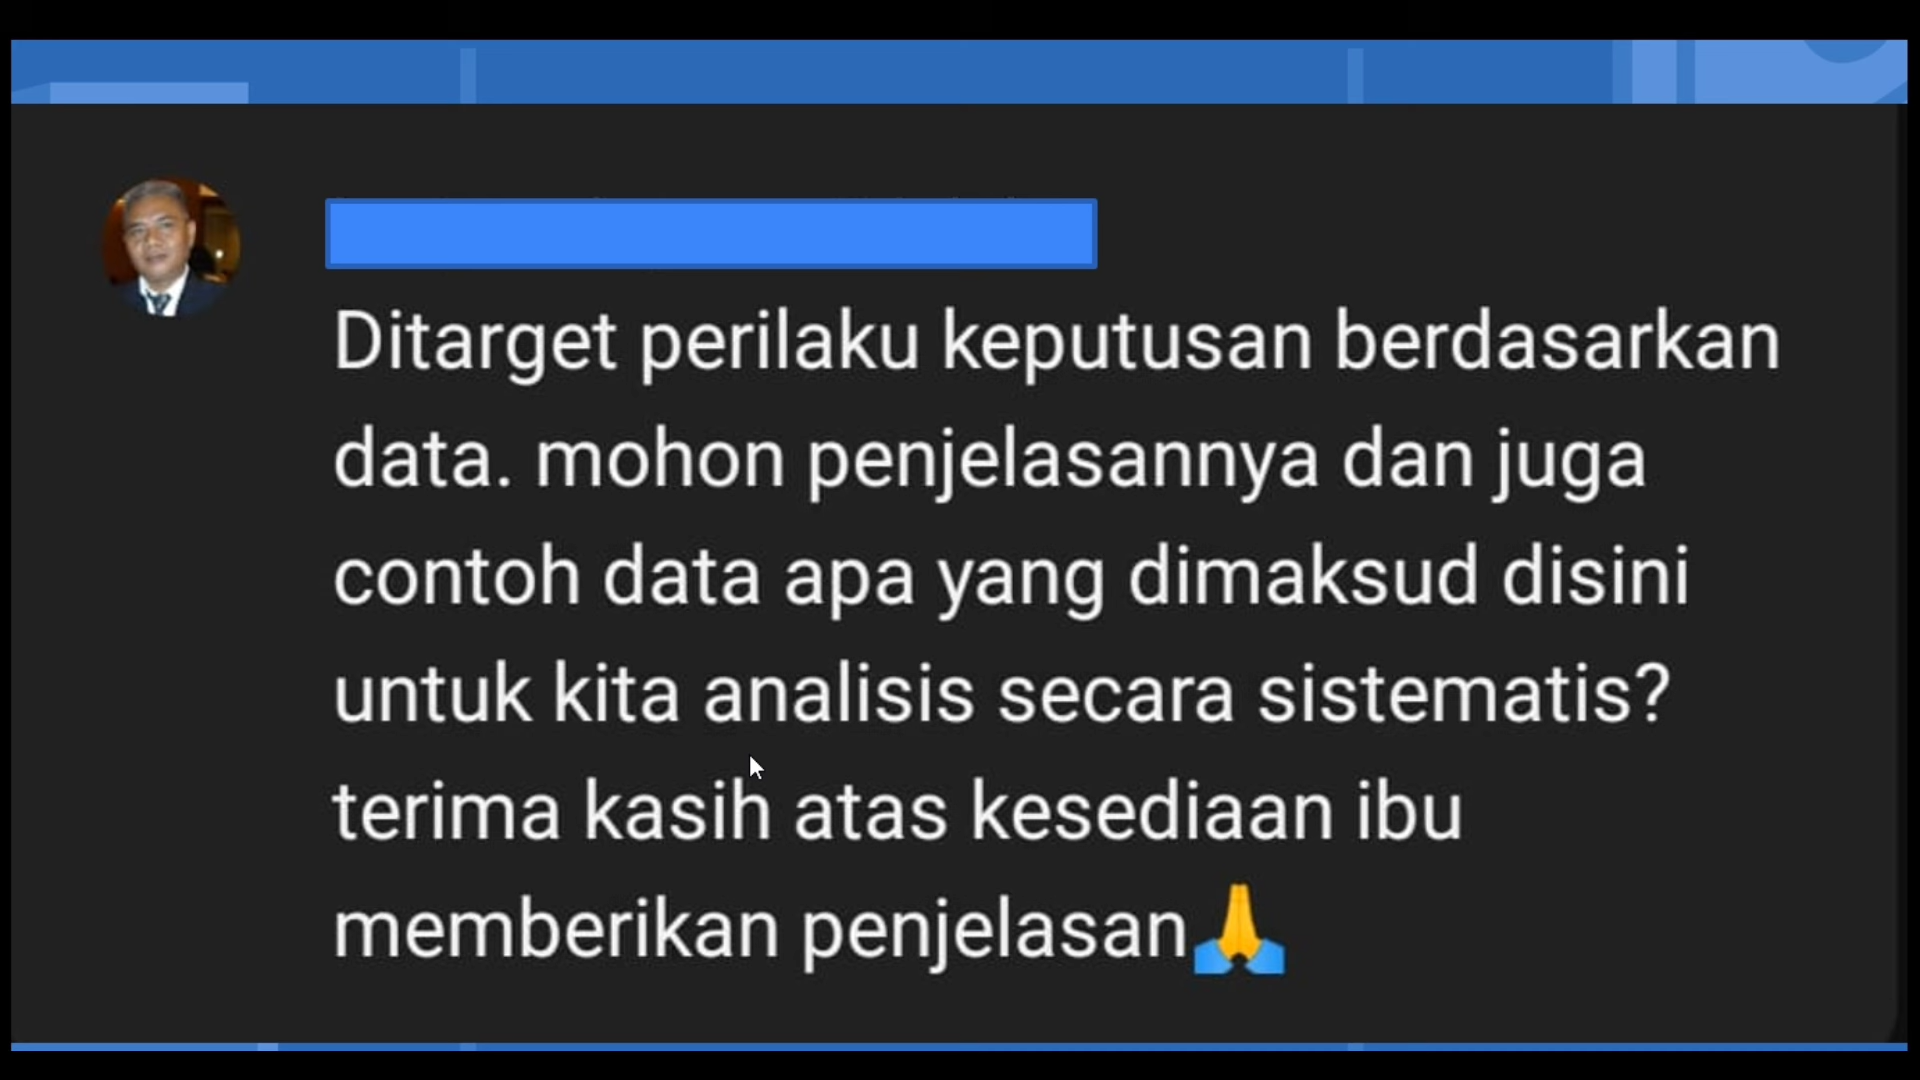 Ditarget perilaku keputusan berdasarkan
data. mohon penjelasannya dan juga
contoh data apa yang dimaksud disini
untuk kita analisis secara sistematis?
terima kasih atas kesediaan ibu
memberikan penjelasan🙏